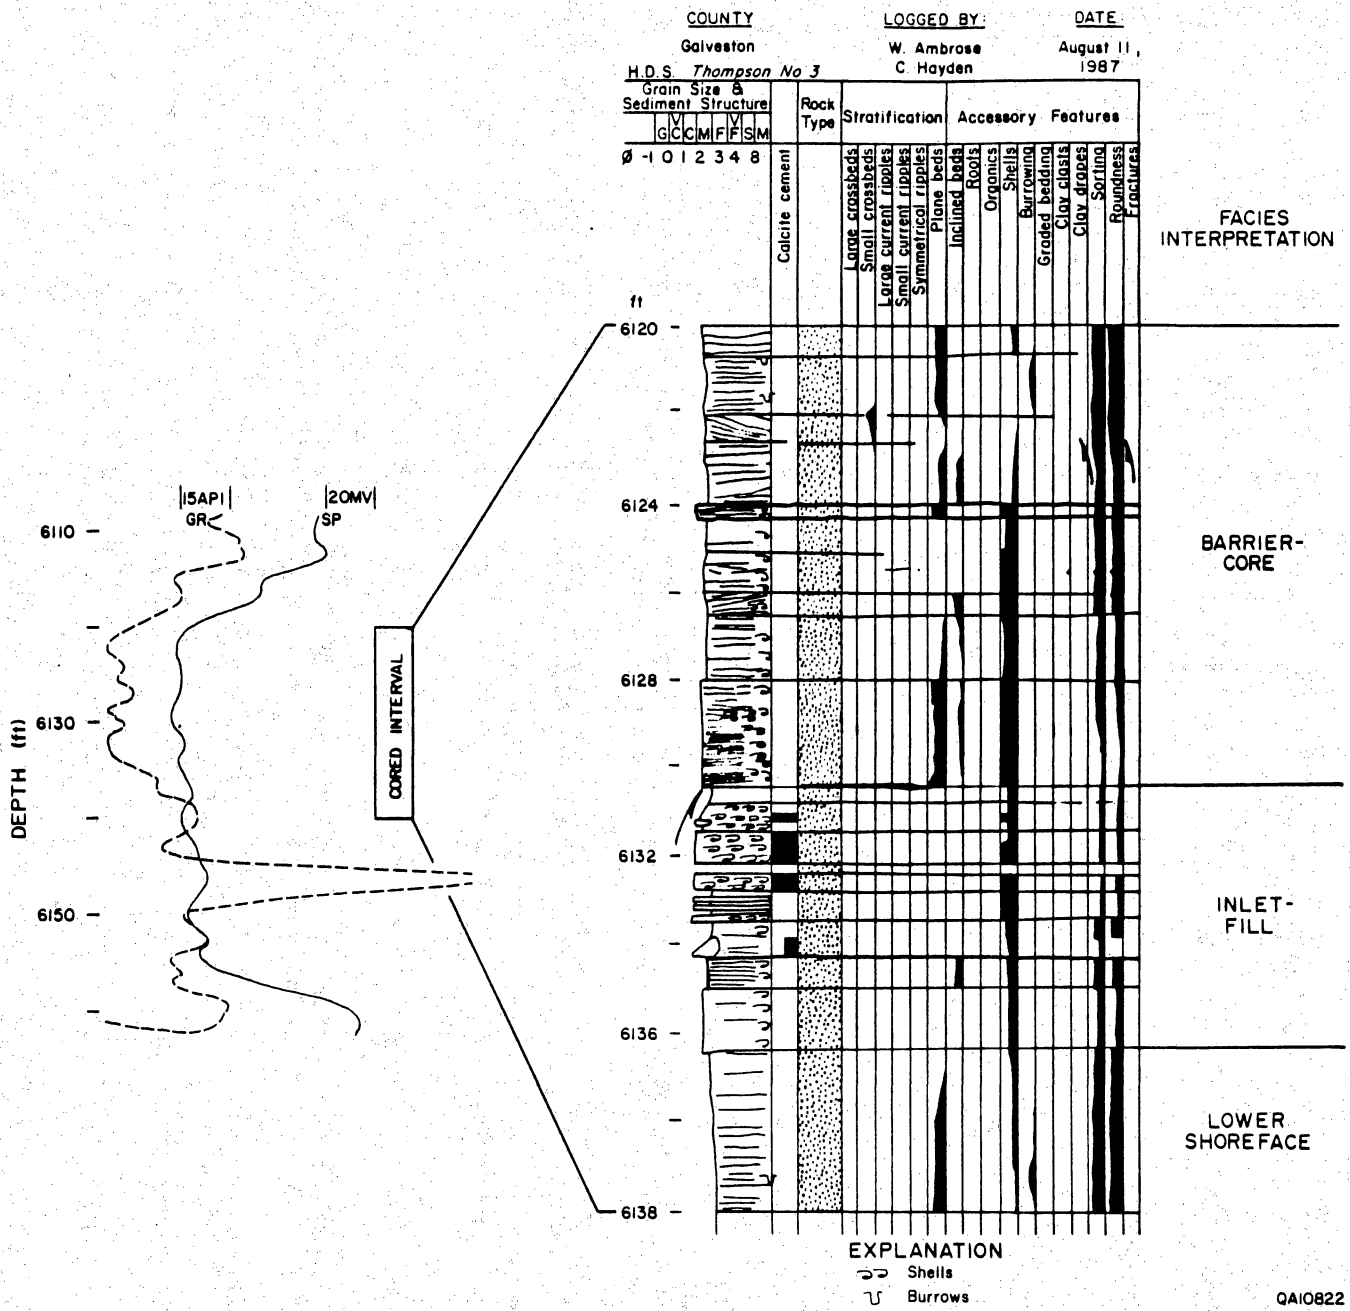 COUNTY LOGGED BY: DATE:
Galveston W. Ambrose August 11,
C. Hayden 1987
H.D.S. Thompson No 3
Grain Size &
Sediment Structure
Rock
Type
Stratification
Accessory Features
V V
G C C M F F S M
Ø -1 0 1 2 3 4 8
Calcite cement
Large crossbeds
Small crossbeds
Large current ripples
Small current ripples
Symmetrical ripples
Plane beds
Inclined beds
Roots
Organics
Shells
Burrowing
Graded bedding
Clay clasts
Clay drapes
Sorting
Roundness
Fractures
FACIES
INTERPRETATION
ft
6120
6124
6128
6132
6136
6138
BARRIER-
CORE
INLET-
FILL
LOWER
SHOREFACE
15API 20MV
GR SP
6110
6130
6150
DEPTH (ft)
CORED INTERVAL
EXPLANATION
Shells
Burrows
QA10822